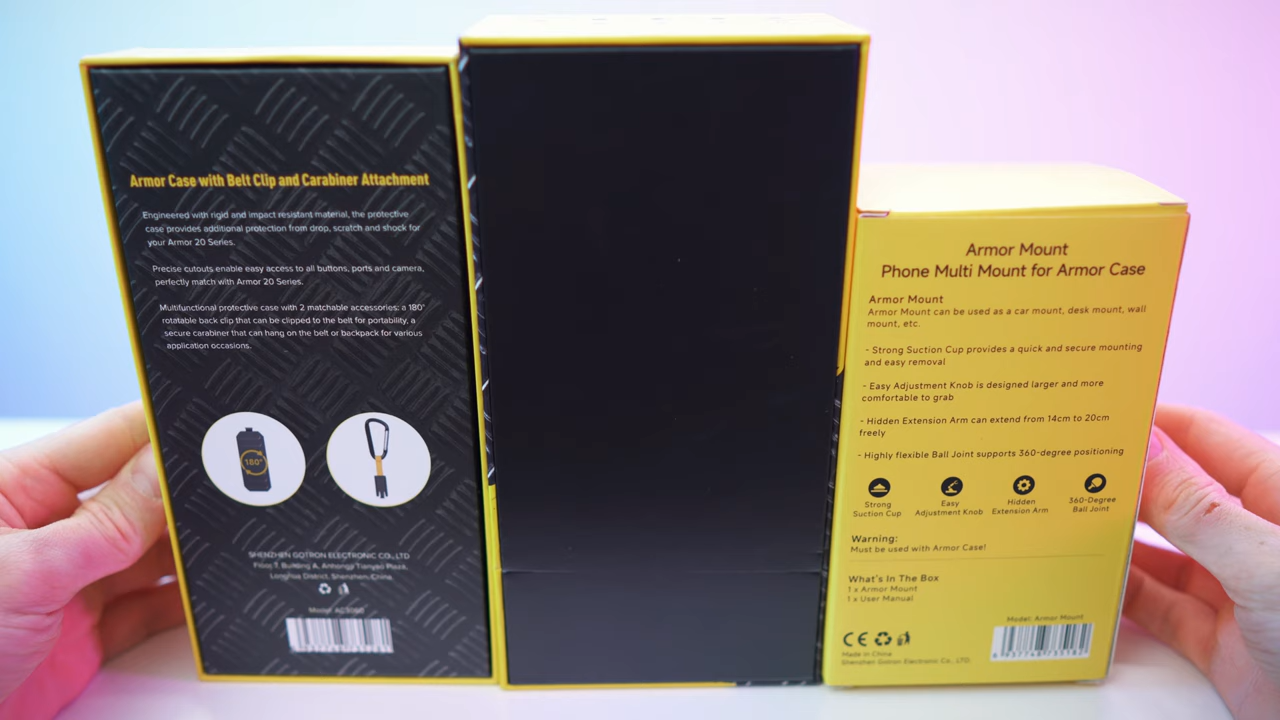 Armor Case with Belt Clip and Carabiner Attachment
Engineered with rigid and impact resistant material, the protective
case provides additional protection from drop, scratch and shock for
your Armor 20 Series.
Precise cutouts enable easy access to all buttons, ports and camera,
perfectly match with Armor 20 Series.
Multifunctional protective case with 2 matchable accessories: a 180°
rotatable back clip that can be clipped to the belt for portability, a
secure carabiner that can hang on the belt or backpack for various
application occasions.
180°
SHENZHEN GOTRON ELECTRONIC CO., LTD
Floor 7, Building A,
Longhua District, Shenzhen, China.
Model:
Armor Mount
Phone Multi Mount for Armor Case
Armor Mount
Armor Mount can be used as a car mount, desk mount, wall
mount, etc.
- Strong Suction Cup provides a quick and secure mounting
and easy removal
- Easy Adjustment Knob is designed larger and more
comfortable to grab
- Hidden Extension Arm can extend from 14cm to 20cm
freely
- Highly flexible Ball Joint supports 360-degree positioning
Strong
Suction Cup
Easy
Adjustment Knob
Hidden
Extension Arm
360-Degree
Ball Joint
Warning:
Must be used with Armor Case!
What's In The Box
1 x Armor Mount
1 x User Manual
Model: Armor Mount
CE
Made in China
Shenzhen Gotron Electronic Co., LTD.